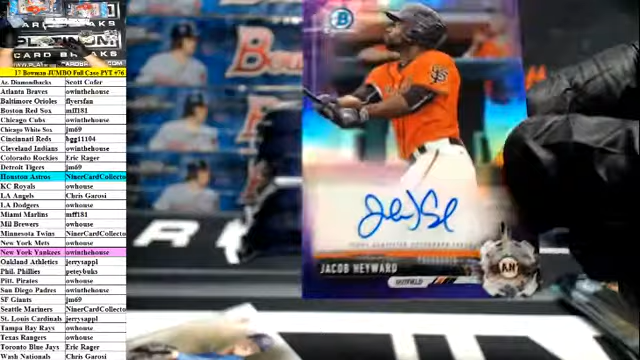 CARD BREAKS
17 Bowman JUMBO Full Case PYT #76
Az. Diamondbacks Scott Cofer
Atlanta Braves owinthehouse
Baltimore Orioles flyersfan
Boston Red Sox mff181
Chicago Cubs owinthehouse
Chicago White Sox jm69
Cincinnati Reds hgg11104
Cleveland Indians owinthehouse
Colorado Rockies Eric Rager
Detroit Tigers jm69
Houston Astros NinerCardCollecto
KC Royals owhouse
LA Angels Chris Garosi
LA Dodgers owhouse
Miami Marlins mff181
Mil Brewers owhouse
Minnesota Twins NinerCardCollecto
New York Mets owhouse
New York Yankees owinthehouse
Oakland Athletics jerrysappl
Phil. Phillies peteybuks
Pitt. Pirates owhouse
San Diego Padres owinthehouse
SF Giants jm69
Seattle Mariners NinerCardCollecto
St. Louis Cardinals jerrysappl
Tampa Bay Rays owhouse
Texas Rangers owhouse
Toronto Blue Jays Eric Rager
Wash Nationals Chris Garosi
Bowman
JACOB HEYWARD
OUTFIELD